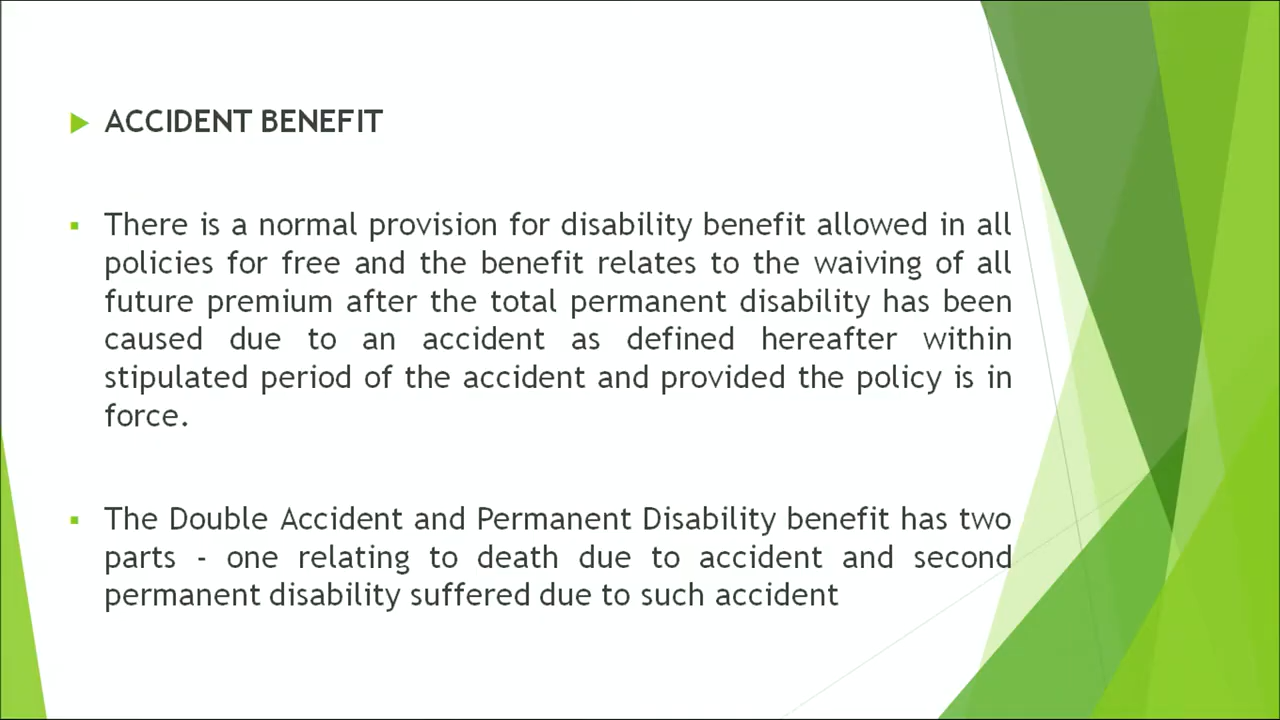 ACCIDENT BENEFIT
There is a normal provision for disability benefit allowed in all
policies for free and the benefit relates to the waiving of all
future premium after the total permanent disability has been
caused due to an accident as defined hereafter within
stipulated period of the accident and provided the policy is in
force.
The Double Accident and Permanent Disability benefit has two
parts - one relating to death due to accident and second
permanent disability suffered due to such accident